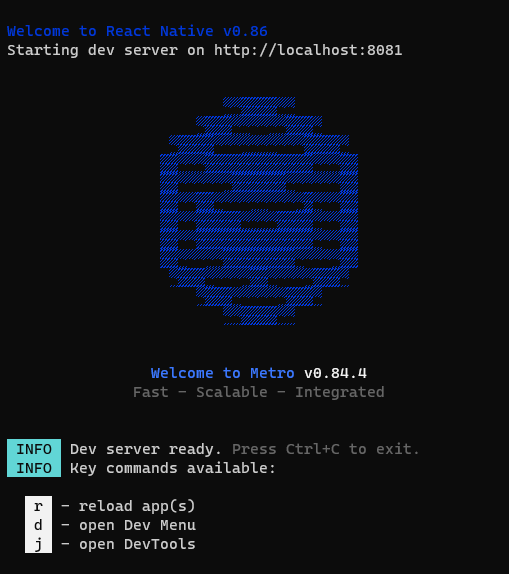 Welcome to React Native v0.86
Starting dev server on http://localhost:8081
Welcome to Metro v0.84.4
Fast - Scalable - Integrated
INFO Dev server ready. Press Ctrl+C to exit.
INFO Key commands available:
r - reload app(s)
d - open Dev Menu
j - open DevTools